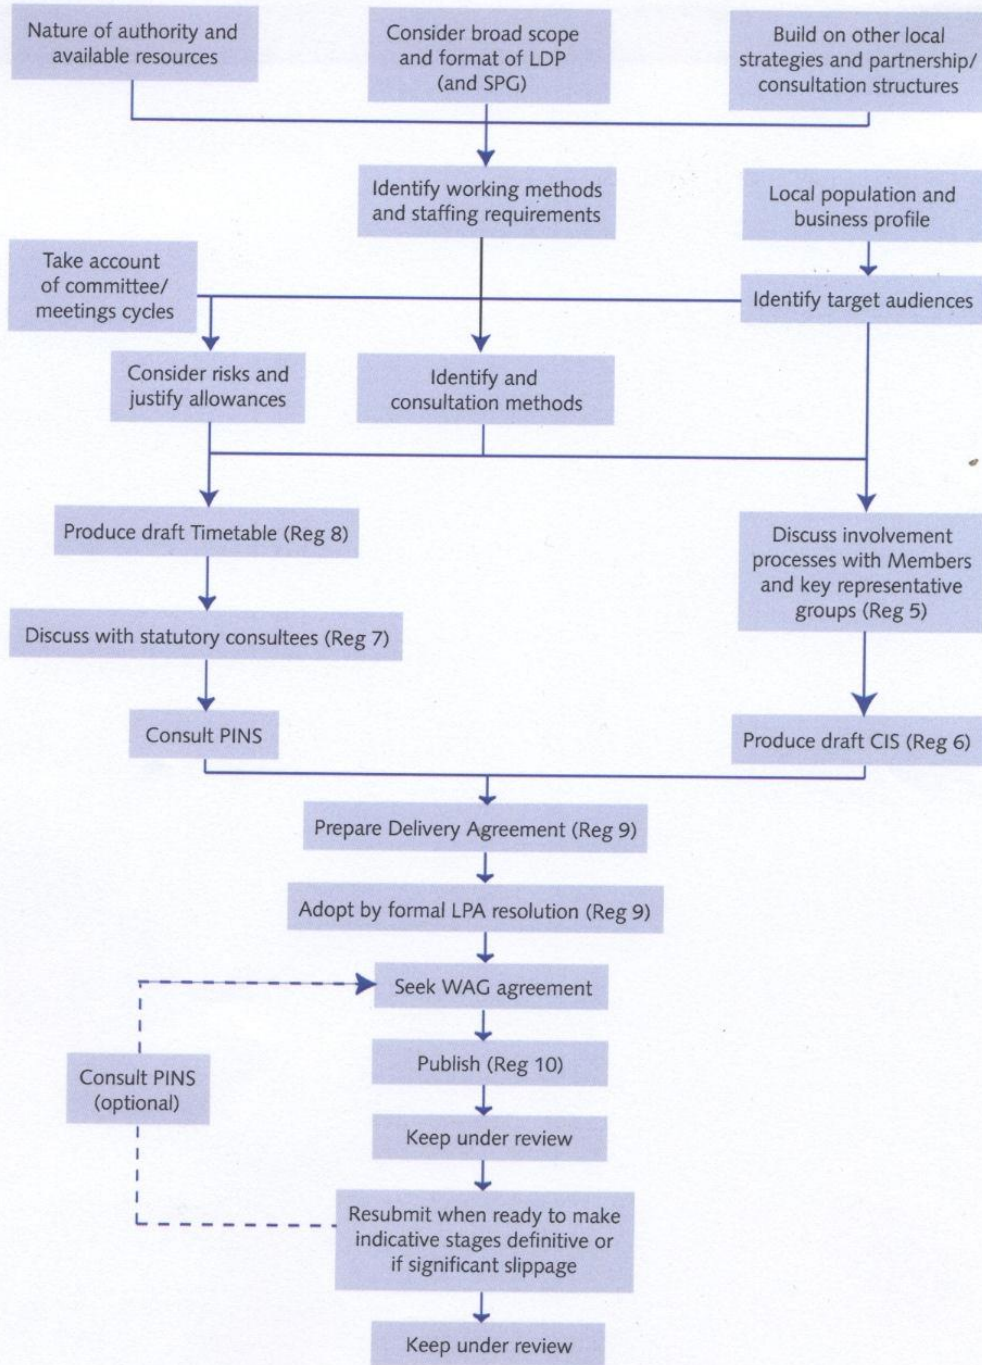 Nature of authority and
available resources
Consider broad scope
and format of LDP
(and SPG)
Build on other local
strategies and partnership/
consultation structures
Identify working methods
and staffing requirements
Local population and
business profile
Take account
of committee/
meetings cycles
Identify target audiences
Consider risks and
justify allowances
Identify and
consultation methods
Produce draft Timetable (Reg 8)
Discuss involvement
processes with Members
and key representative
groups (Reg 5)
Discuss with statutory consultees (Reg 7)
Consult PINS
Produce draft CIS (Reg 6)
Prepare Delivery Agreement (Reg 9)
Adopt by formal LPA resolution (Reg 9)
Seek WAG agreement
Publish (Reg 10)
Consult PINS
(optional)
Keep under review
Resubmit when ready to make
indicative stages definitive or
if significant slippage
Keep under review